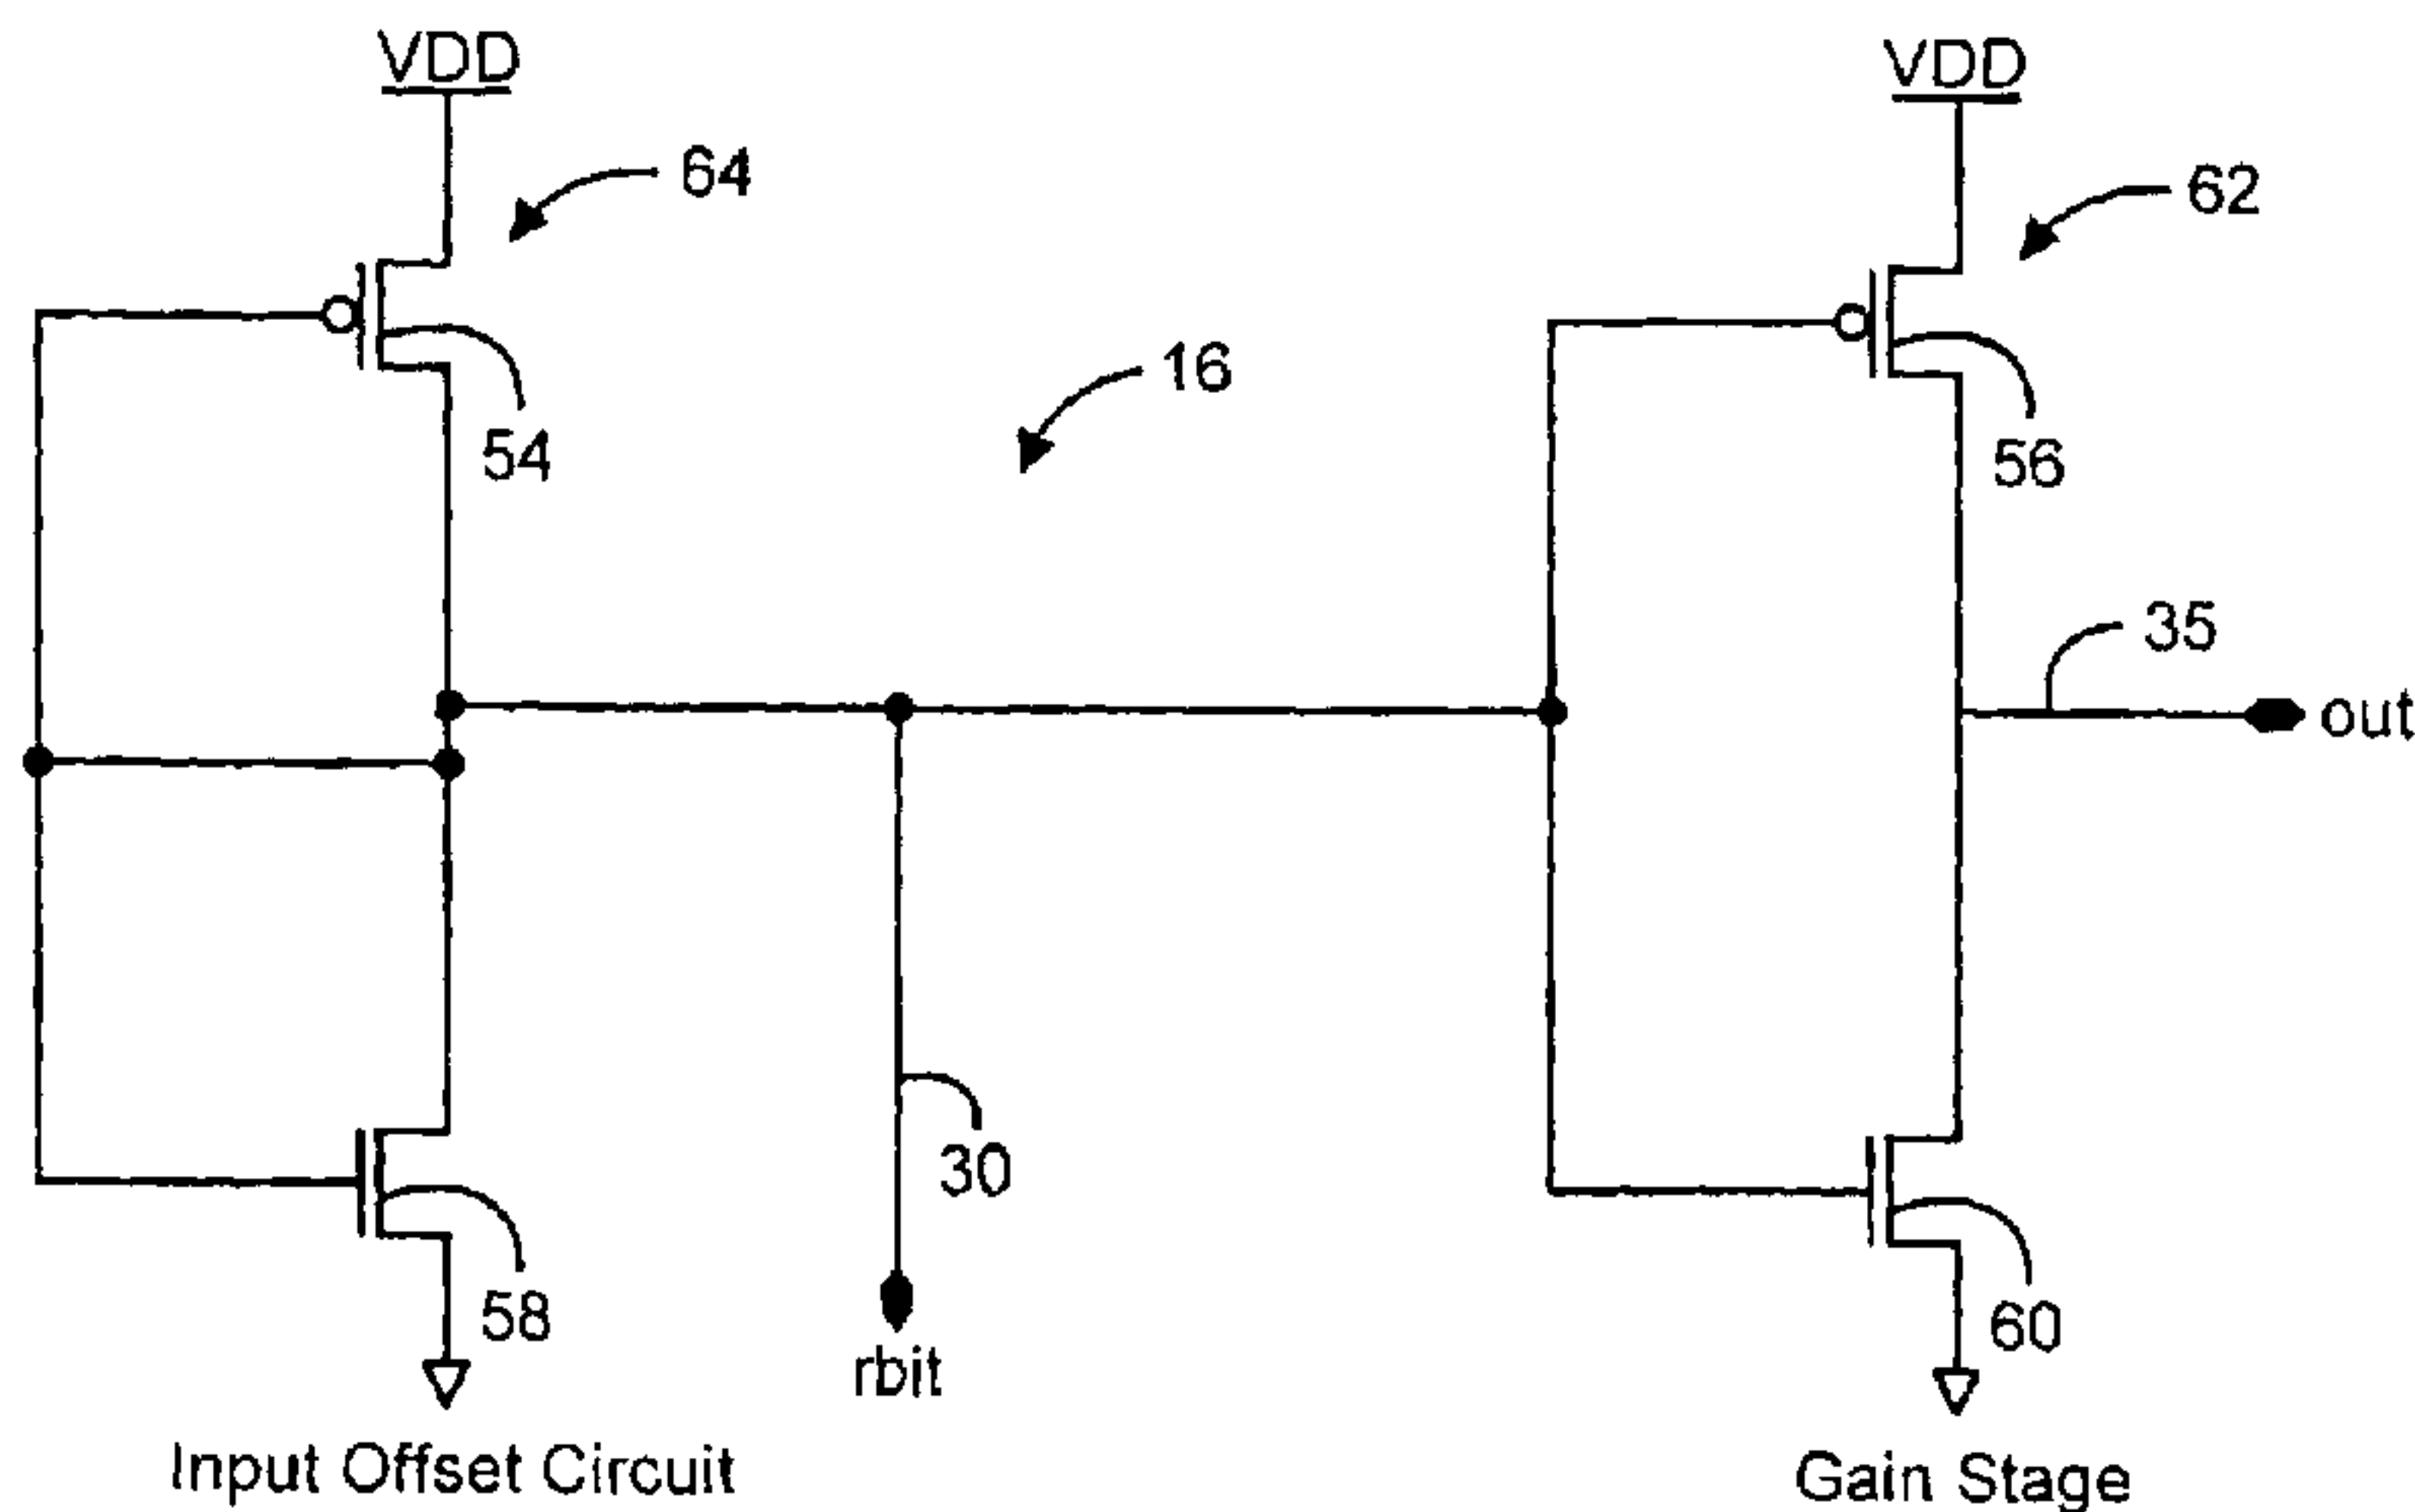 VDD
VDD
64
62
16
54
56
35
out
30
58
60
rbit
Input Offset Circuit
Gain Stage